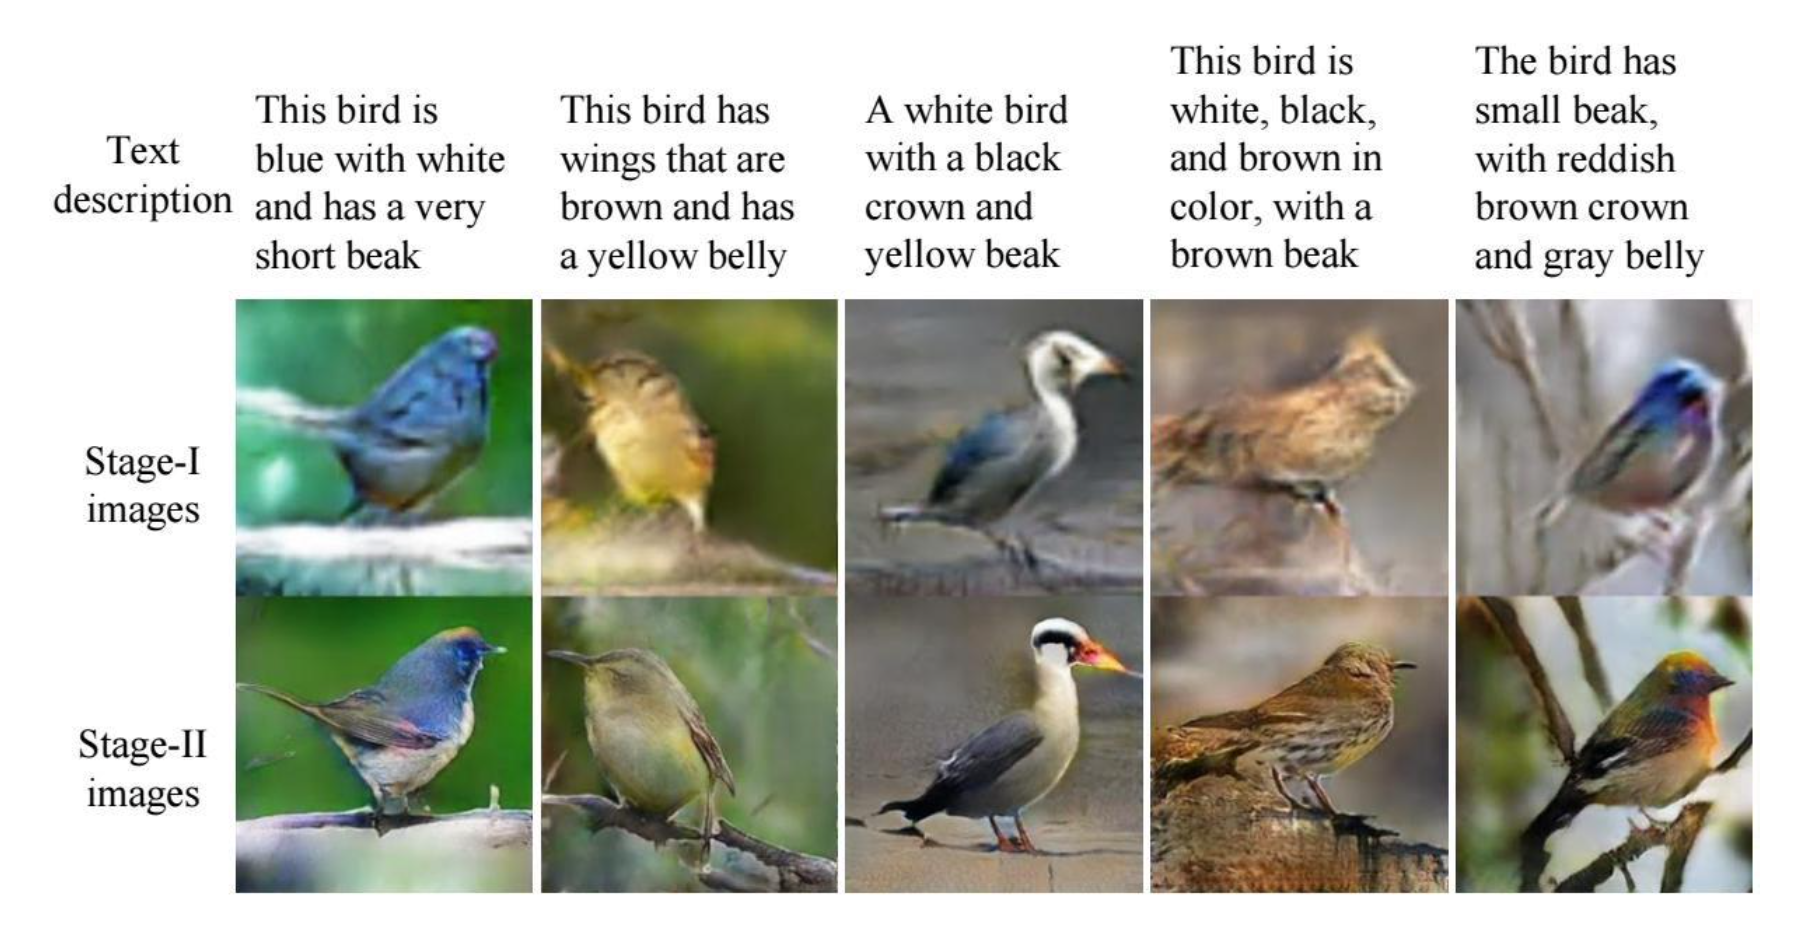 Text
description
This bird is
blue with white
and has a very
short beak
This bird has
wings that are
brown and has
a yellow belly
A white bird
with a black
crown and
yellow beak
This bird is
white, black,
and brown in
color, with a
brown beak
The bird has
small beak,
with reddish
brown crown
and gray belly
Stage-I
images
Stage-II
images